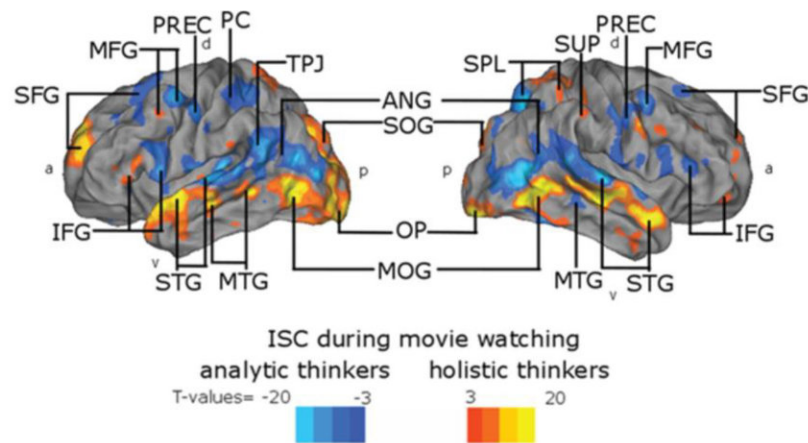 PREC PC
d
MFG TPJ
SFG
a
IFG
v
STG MTG
p
ANG
SOG
OP
MOG
PREC
d
SPL SUP MFG
SFG
p
a
IFG
MTG STG
v
ISC during movie watching
analytic thinkers holistic thinkers
T-values= -20 -3 3 20